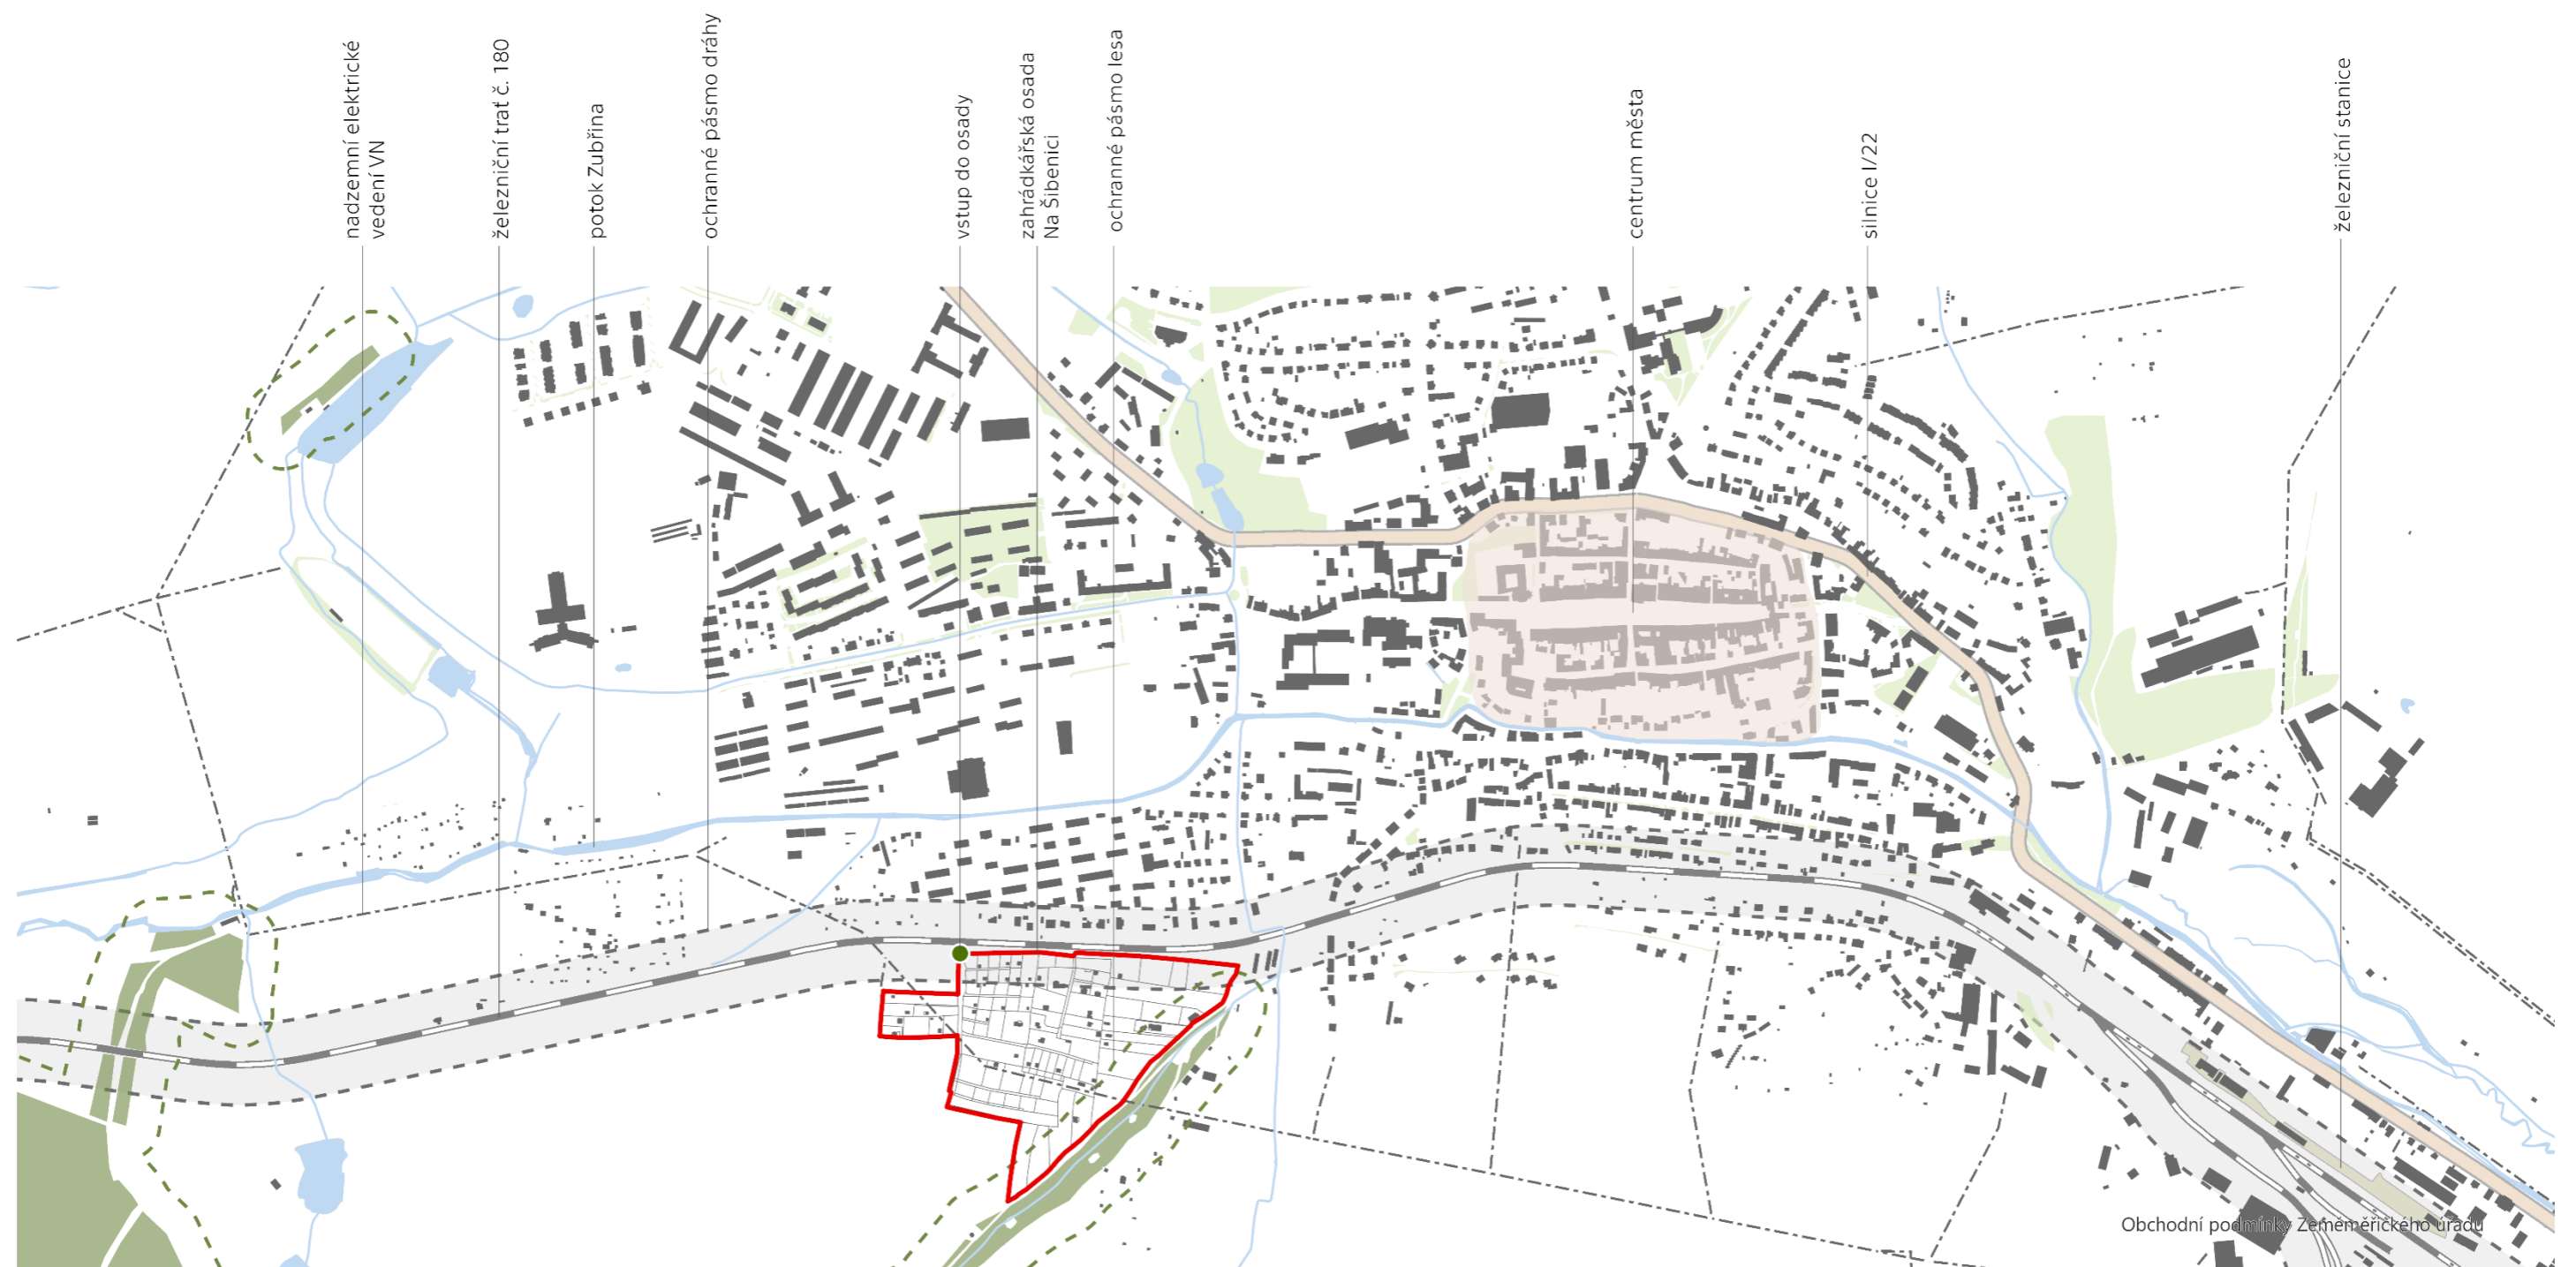 nadzemní elektrické
vedení VN
železniční trať č. 180
potok Zubřina
ochranné pásmo dráhy
vstup do osady
zahrádkářská osada
Na Šibenici
ochranné pásmo lesa
centrum města
silnice I/22
železniční stanice
Obchodní podmínky Zeměměřického úřadu